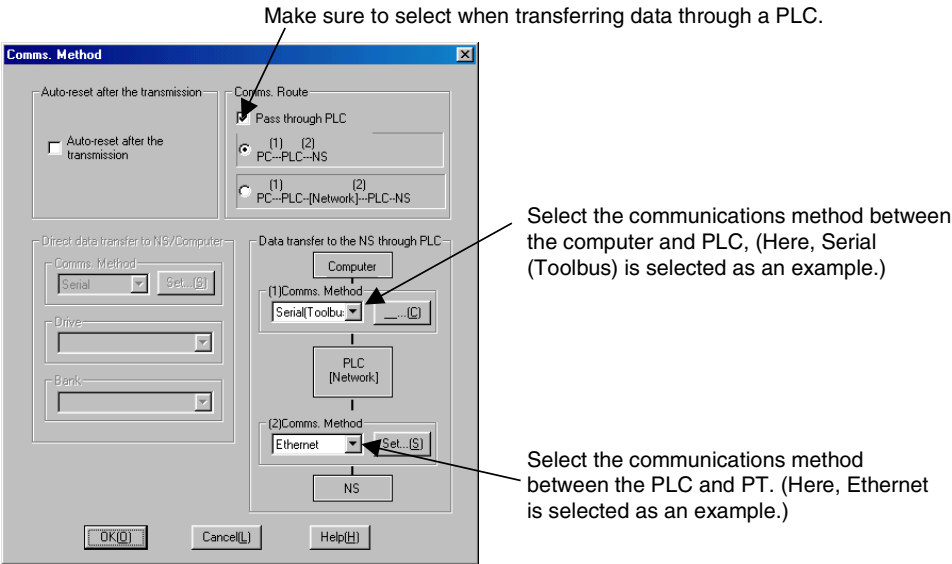 Make sure to select when transferring data through a PLC.
Comms. Method
Auto-reset after the transmission
Auto-reset after the
transmission
Comms. Route
Pass through PLC
(1) (2)
PC---PLC---NS
(1) (2)
PC---PLC--[Network]---PLC--NS
Direct data transfer to NS/Computer
Comms. Method
Serial
Set...(S)
Drive
Bank
Data transfer to the NS through PLC
Computer
(1)Comms. Method
Serial(Toolbu
__...(C)
PLC
[Network]
(2)Comms. Method
Ethernet
Set...(S)
NS
OK(O)
Cancel(L)
Help(H)
Select the communications method between
the computer and PLC, (Here, Serial
(Toolbus) is selected as an example.)
Select the communications method
between the PLC and PT. (Here, Ethernet
is selected as an example.)